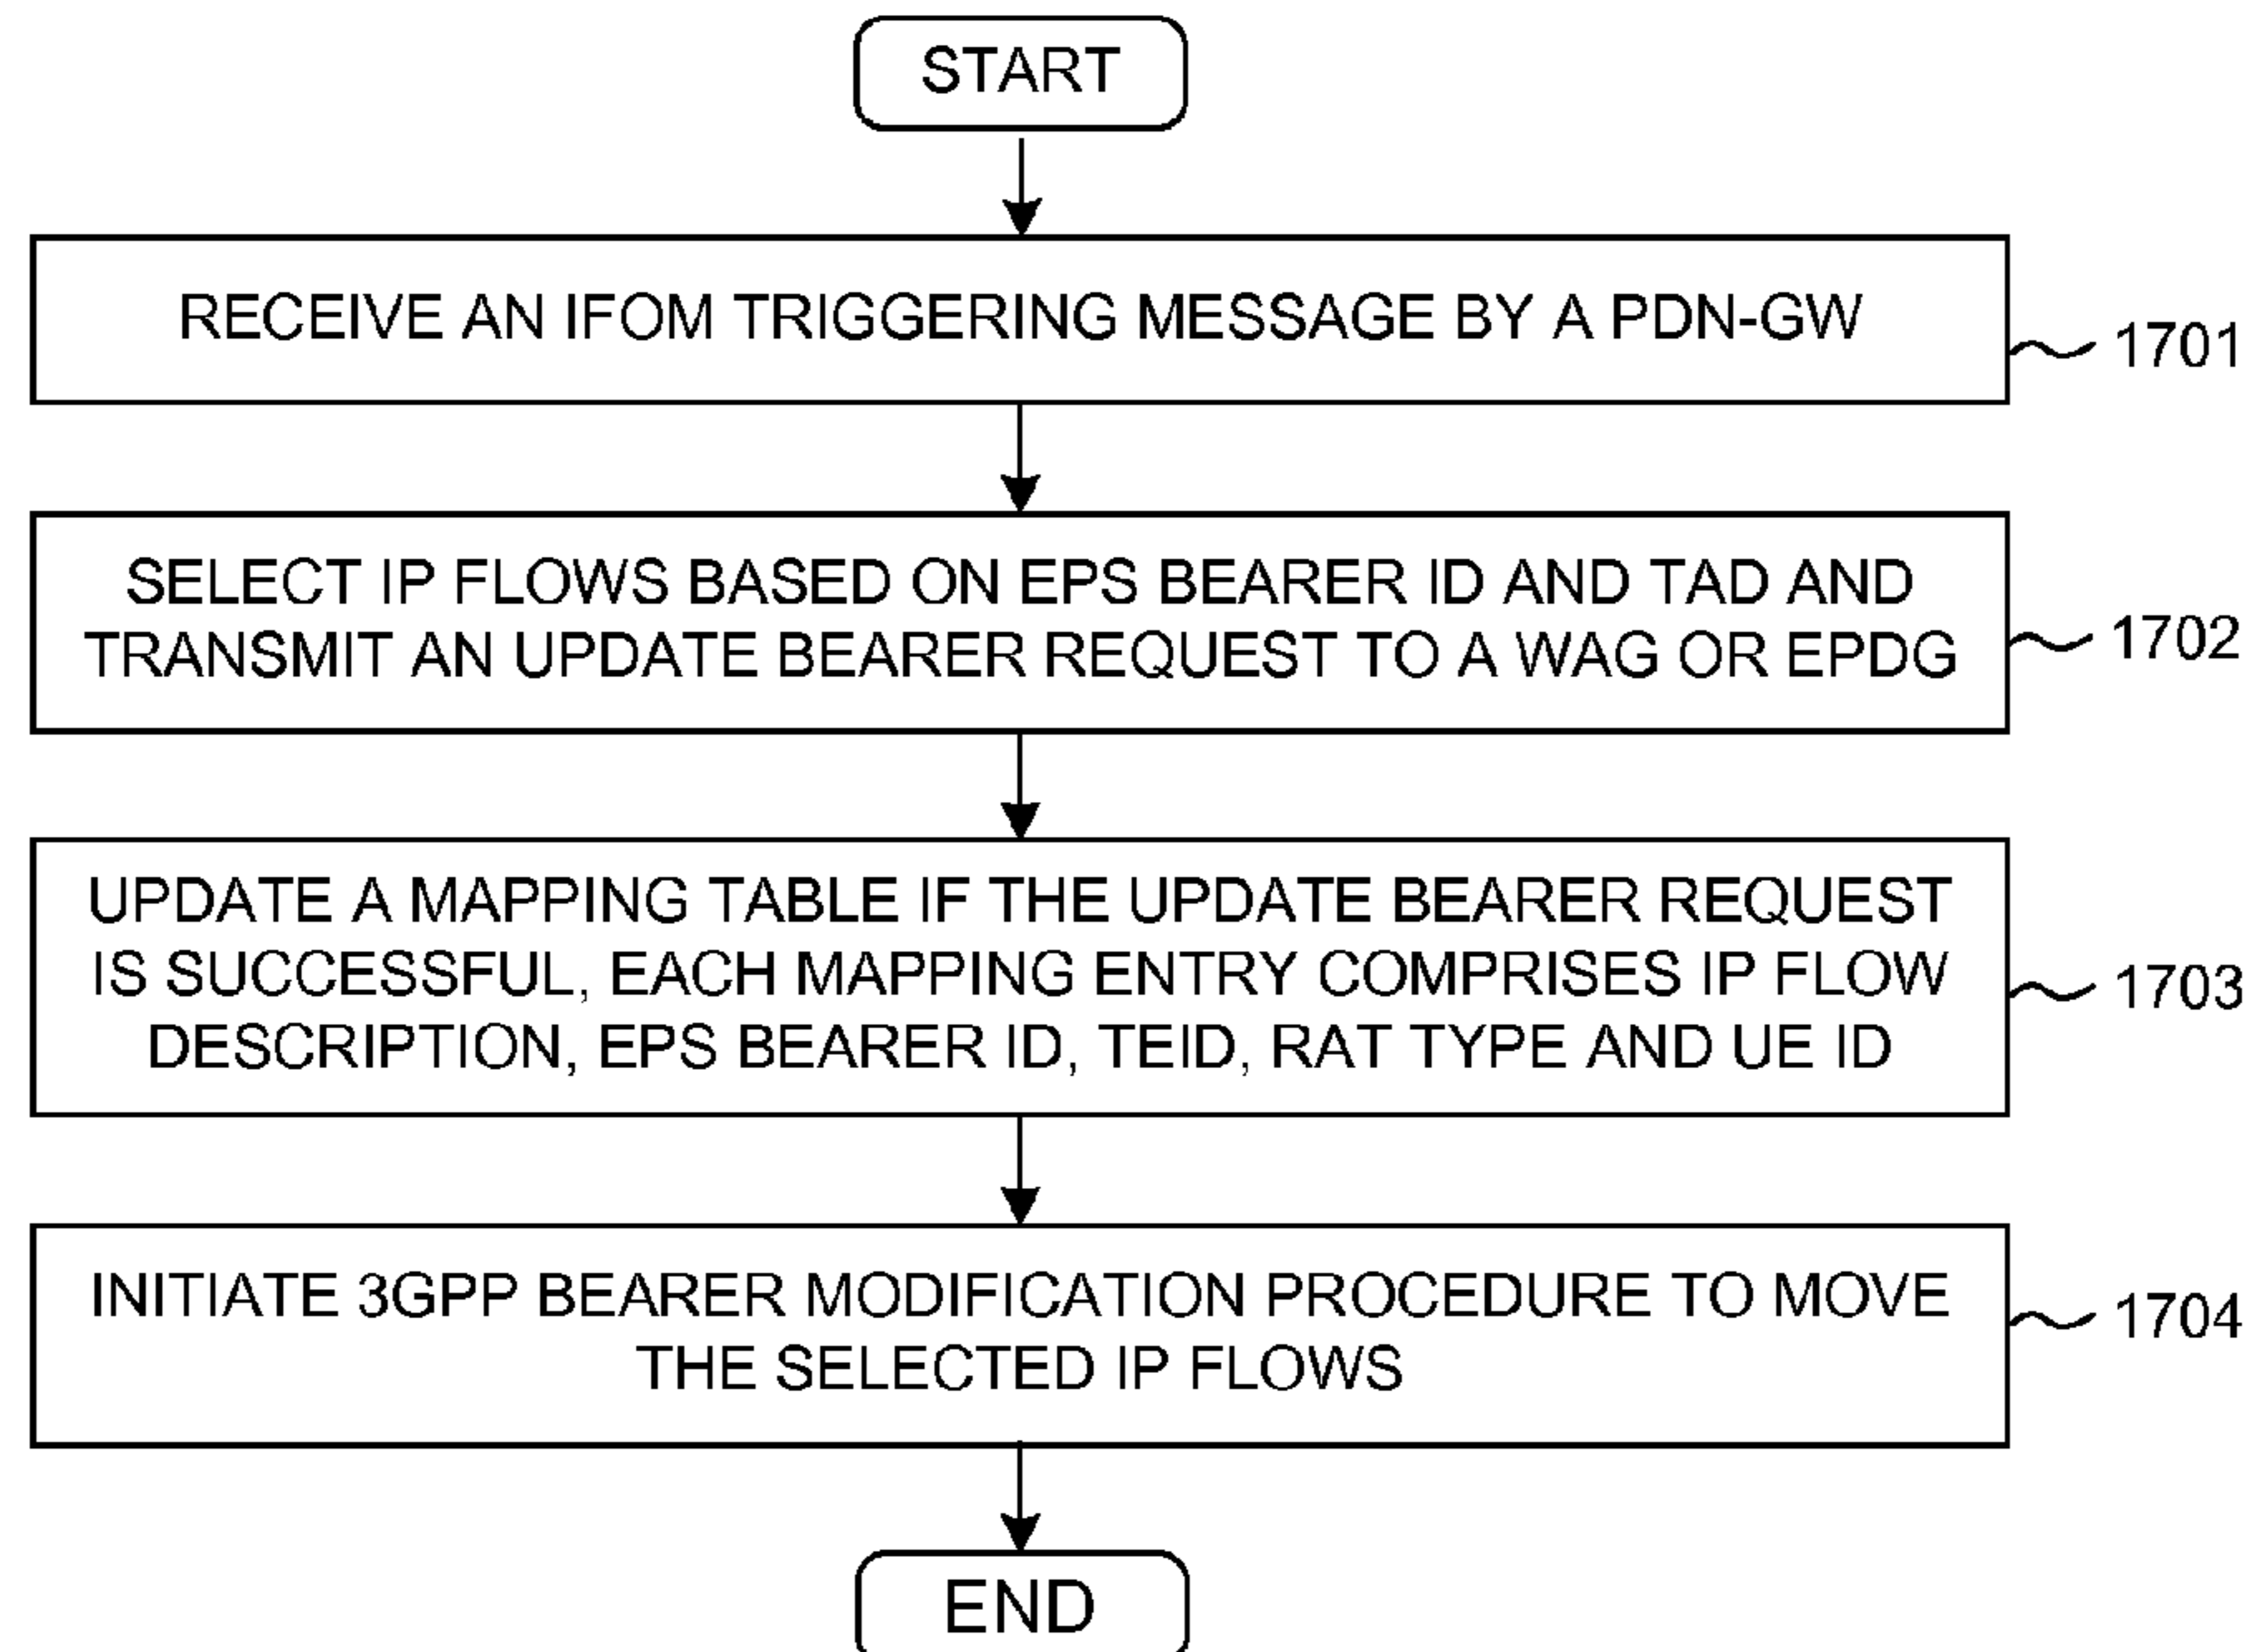 START
RECEIVE AN IFOM TRIGGERING MESSAGE BY A PDN-GW
1701
SELECT IP FLOWS BASED ON EPS BEARER ID AND TAD AND
TRANSMIT AN UPDATE BEARER REQUEST TO A WAG OR EPDG
1702
UPDATE A MAPPING TABLE IF THE UPDATE BEARER REQUEST
IS SUCCESSFUL, EACH MAPPING ENTRY COMPRISES IP FLOW
DESCRIPTION, EPS BEARER ID, TEID, RAT TYPE AND UE ID
1703
INITIATE 3GPP BEARER MODIFICATION PROCEDURE TO MOVE
THE SELECTED IP FLOWS
1704
END